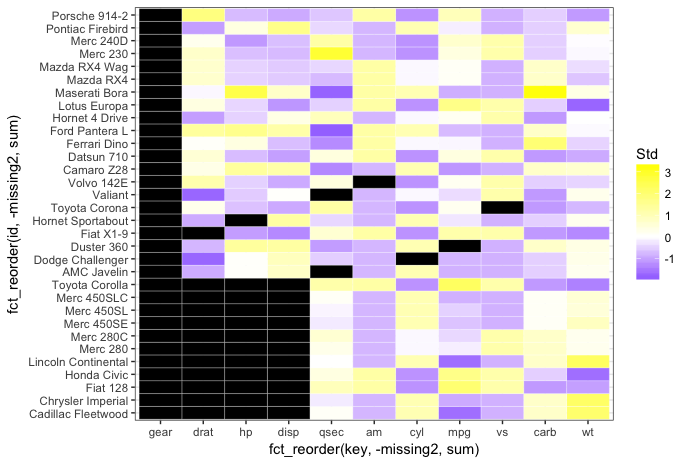 Porsche 914-2
Pontiac Firebird
Merc 240D
Merc 230
Mazda RX4 Wag
Mazda RX4
Maserati Bora
Lotus Europa
Hornet 4 Drive
Ford Pantera L
Ferrari Dino
Datsun 710
Camaro Z28
Volvo 142E
Valiant
Toyota Corona
Hornet Sportabout
Fiat X1-9
Duster 360
Dodge Challenger
AMC Javelin
Toyota Corolla
Merc 450SLC
Merc 450SL
Merc 450SE
Merc 280C
Merc 280
Lincoln Continental
Honda Civic
Fiat 128
Chrysler Imperial
Cadillac Fleetwood
fct_reorder(id, -missing2, sum)
gear drat hp disp qsec am cyl mpg vs carb wt
fct_reorder(key, -missing2, sum)
Std
3
2
1
0
-1